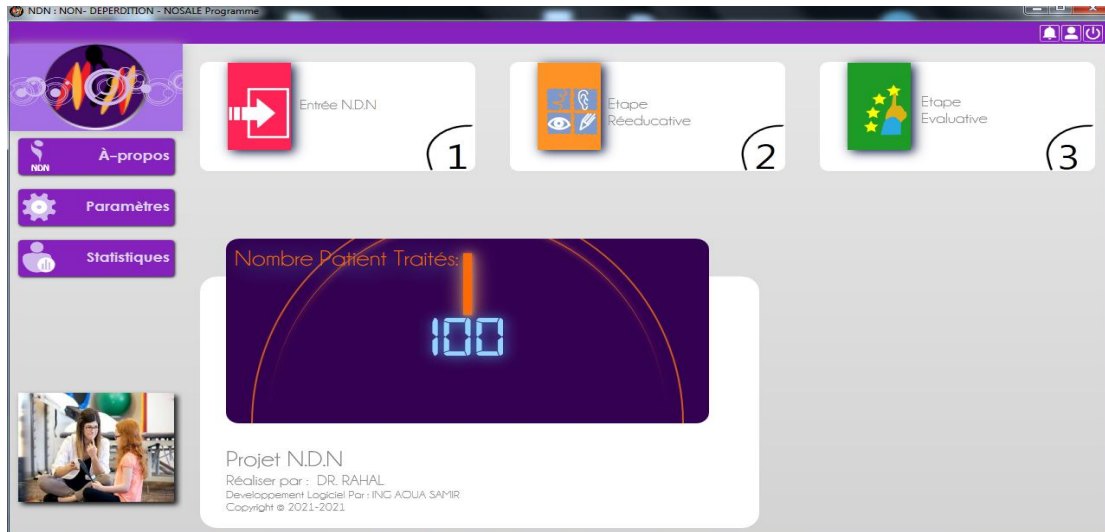 NDN : NON- DEPERDITION - NOSALE Programme
Entrée N.D.N
1
Etape
Réeducative
2
Etape
Evaluative
3
NDN
À-propos
Paramètres
Statistiques
Nombre Patient Traités:
100
Projet N.D.N
Réaliser par : DR. RAHAL
Developpement Logiciel Par : ING AOUA SAMIR
Copyright © 2021-2021